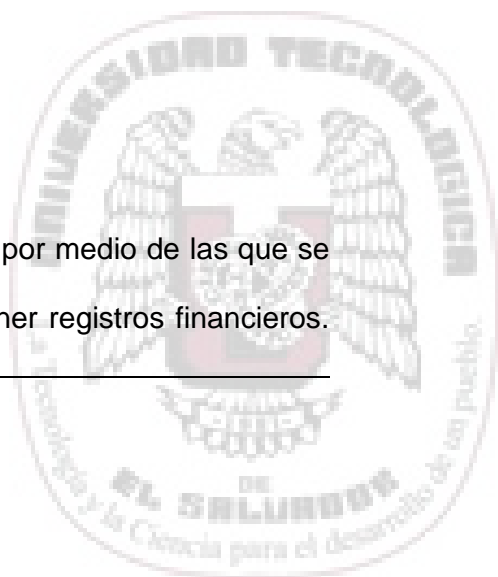 UNIVERSIDAD TECNOLOGICA
por medio de las que se
ner registros financieros.
DE
EL SALVADOR
la Tecnología y la Ciencia para el desarrollo de un pueblo.